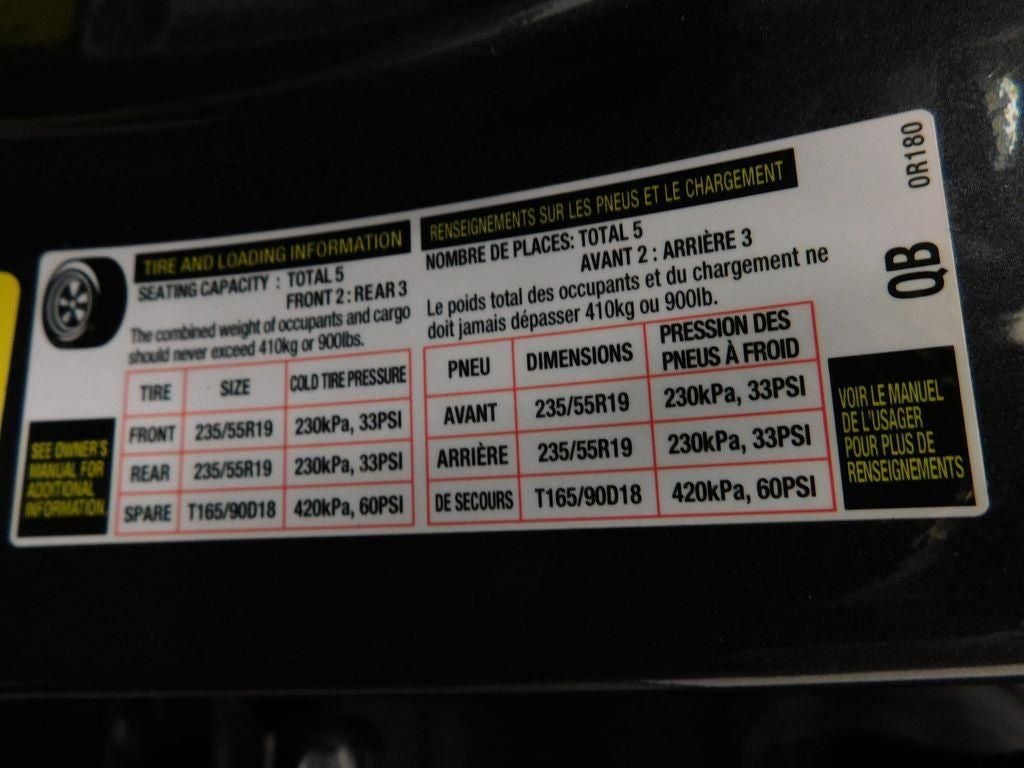 TIRE AND LOADING INFORMATION
SEATING CAPACITY : TOTAL 5
FRONT 2 : REAR 3
The combined weight of occupants and cargo
should never exceed 410kg or 900lbs.
TIRE SIZE COLD TIRE PRESSURE
FRONT 235/55R19 230kPa, 33PSI
REAR 235/55R19 230kPa, 33PSI
SPARE T165/90D18 420kPa, 60PSI
SEE OWNER'S
MANUAL FOR
ADDITIONAL
INFORMATION.
RENSEIGNEMENTS SUR LES PNEUS ET LE CHARGEMENT
NOMBRE DE PLACES: TOTAL 5
AVANT 2 : ARRIÈRE 3
Le poids total des occupants et du chargement ne
doit jamais dépasser 410kg ou 900lb.
PNEU DIMENSIONS PRESSION DES
PNEUS À FROID
AVANT 235/55R19 230kPa, 33PSI
ARRIÈRE 235/55R19 230kPa, 33PSI
DE SECOURS T165/90D18 420kPa, 60PSI
VOIR LE MANUEL
DE L'USAGER
POUR PLUS DE
RENSEIGNEMENTS
QB
0R180